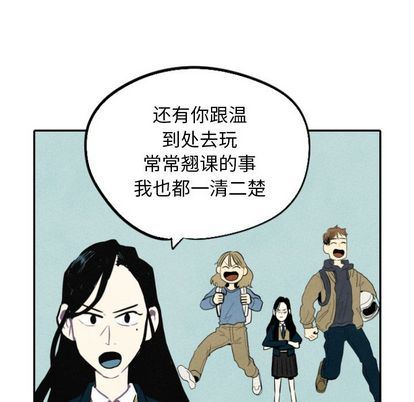 还有你跟温
到处去玩
常常翘课的事
我也都一清二楚